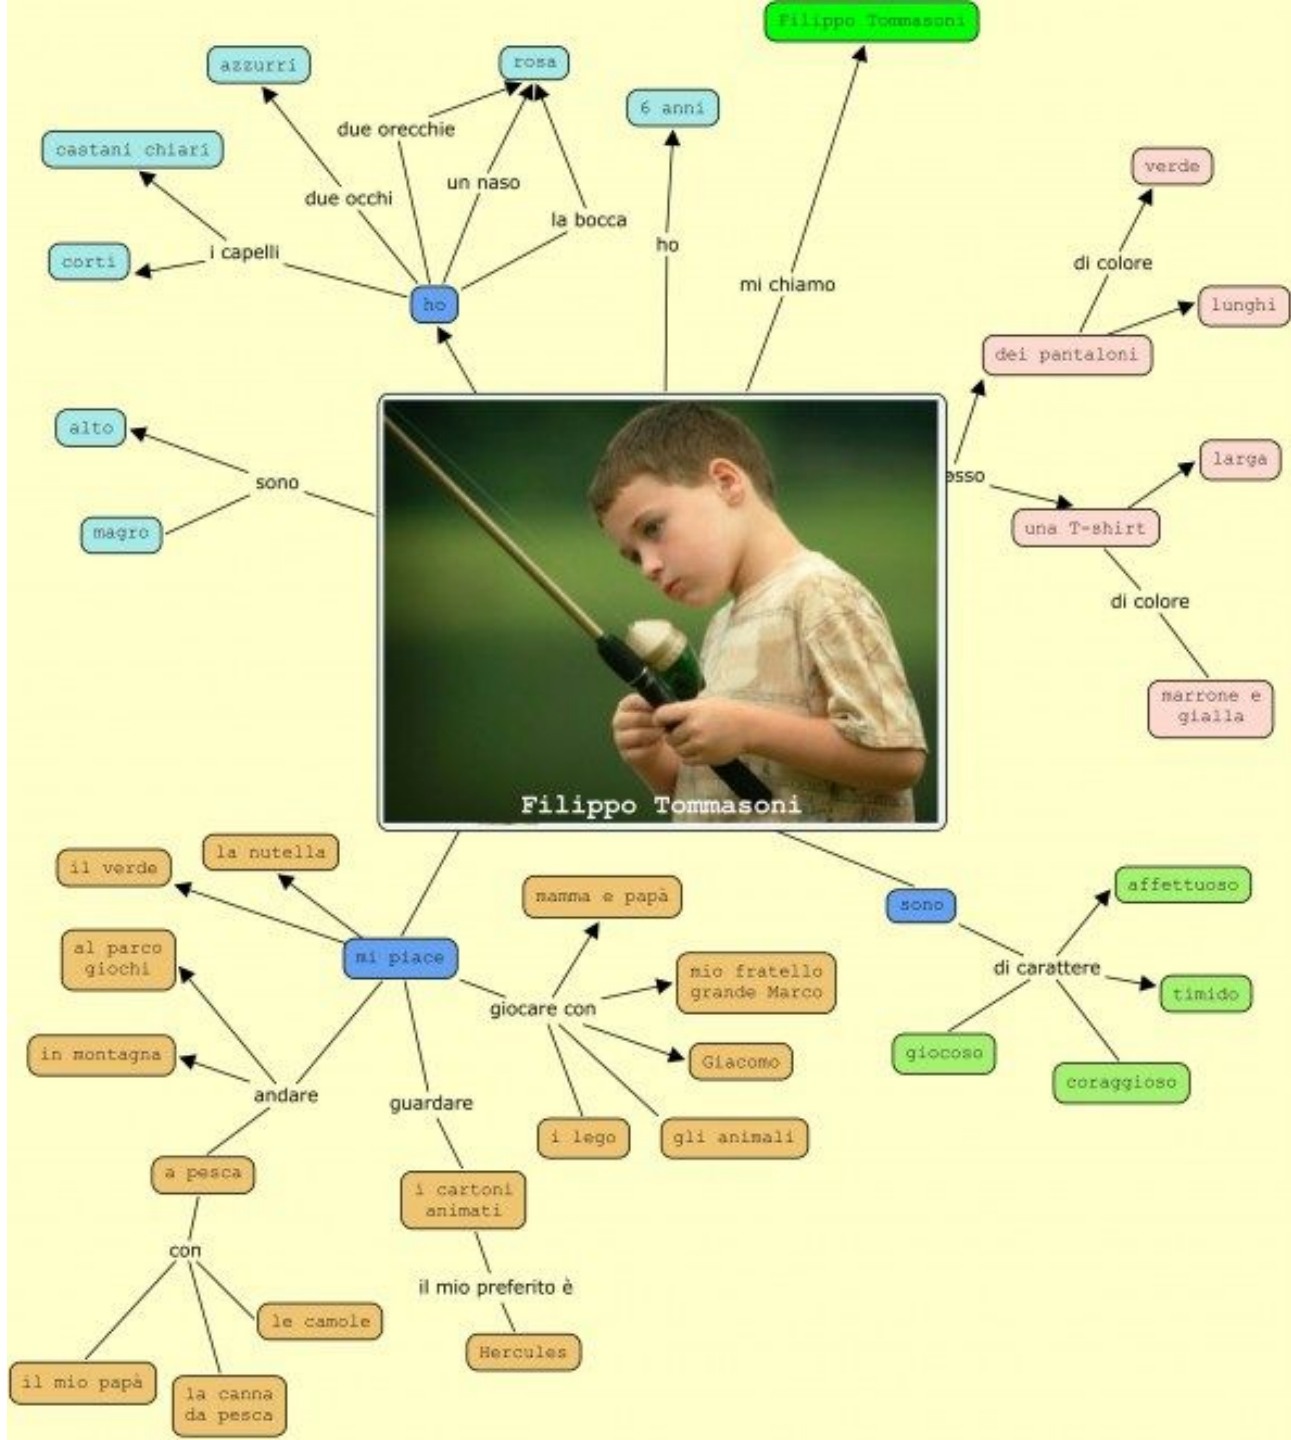 Filippo Tommasoni
azzurri
rosa
6 anni
due orecchie
castani chiari
verde
un naso
due occhi
la bocca
ho
i capelli
di colore
corti
mi chiamo
ho
lunghi
dei pantaloni
alto
larga
sono
esso
magro
una T-shirt
di colore
marrone e
gialla
Filippo Tommasoni
la nutella
il verde
mamma e papà
affettuoso
sono
al parco
giochi
mi piace
di carattere
mio fratello
grande Marco
timido
giocare con
in montagna
giocoso
Giacomo
coraggioso
andare
guardare
i lego
gli animali
a pesca
i cartoni
animati
con
il mio preferito è
le camole
Hercules
il mio papà
la canna
da pesca